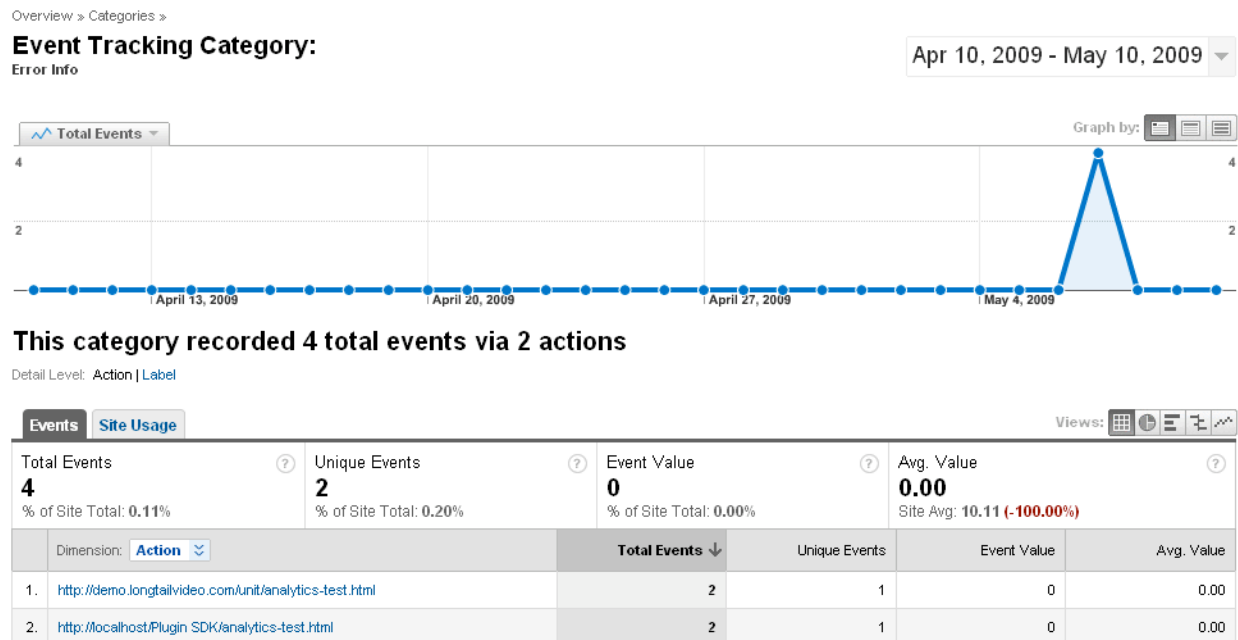 Overview » Categories »
Event Tracking Category:
Error Info
Apr 10, 2009 - May 10, 2009
Total Events
Graph by:
4 4
2 2
April 13, 2009 April 20, 2009 April 27, 2009 May 4, 2009
This category recorded 4 total events via 2 actions
Detail Level: Action | Label
Events Site Usage Views:
Total Events ? Unique Events ? Event Value ? Avg. Value ?
4 2 0 0.00
% of Site Total: 0.11% % of Site Total: 0.20% % of Site Total: 0.00% Site Avg: 10.11 (-100.00%)
Dimension: Action Total Events Unique Events Event Value Avg. Value
1. http://demo.longtailvideo.com/unit/analytics-test.html 2 1 0 0.00
2. http://localhost/Plugin SDK/analytics-test.html 2 1 0 0.00